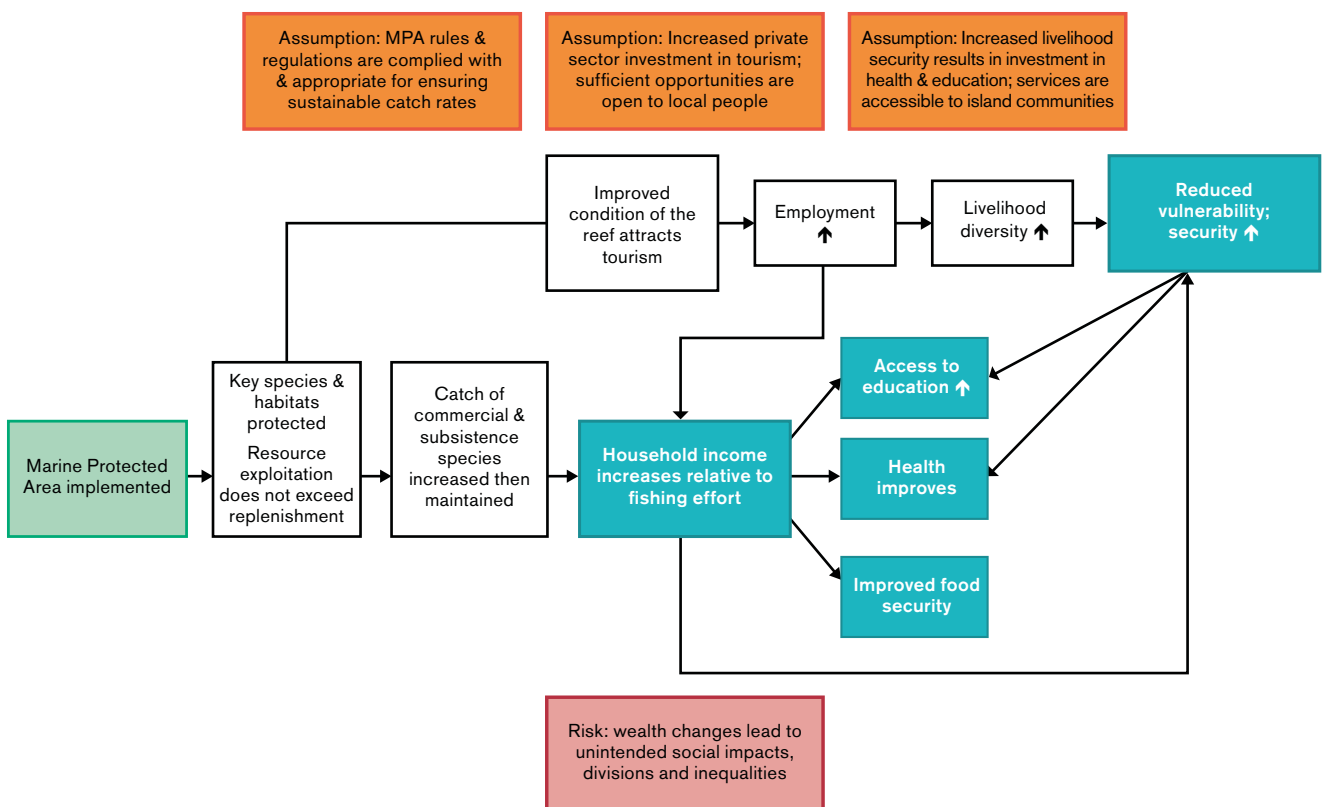 Assumption: MPA rules &
regulations are complied with
& appropriate for ensuring
sustainable catch rates
Assumption: Increased private
sector investment in tourism;
sufficient opportunities are
open to local people
Assumption: Increased livelihood
security results in investment in
health & education; services are
accessible to island communities
Improved
condition of the
reef attracts
tourism
Employment
↑
Livelihood
diversity ↑
Reduced
vulnerability;
security ↑
Marine Protected
Area implemented
Key species &
habitats
protected
Resource
exploitation
does not exceed
replenishment
Catch of
commercial &
subsistence
species
increased then
maintained
Household income
increases relative to
fishing effort
Access to
education ↑
Health
improves
Improved food
security
Risk: wealth changes lead to
unintended social impacts,
divisions and inequalities